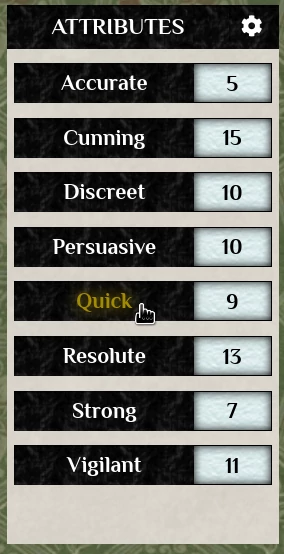 ATTRIBUTES
Accurate 5
Cunning 15
Discreet 10
Persuasive 10
Quick 9
Resolute 13
Strong 7
Vigilant 11